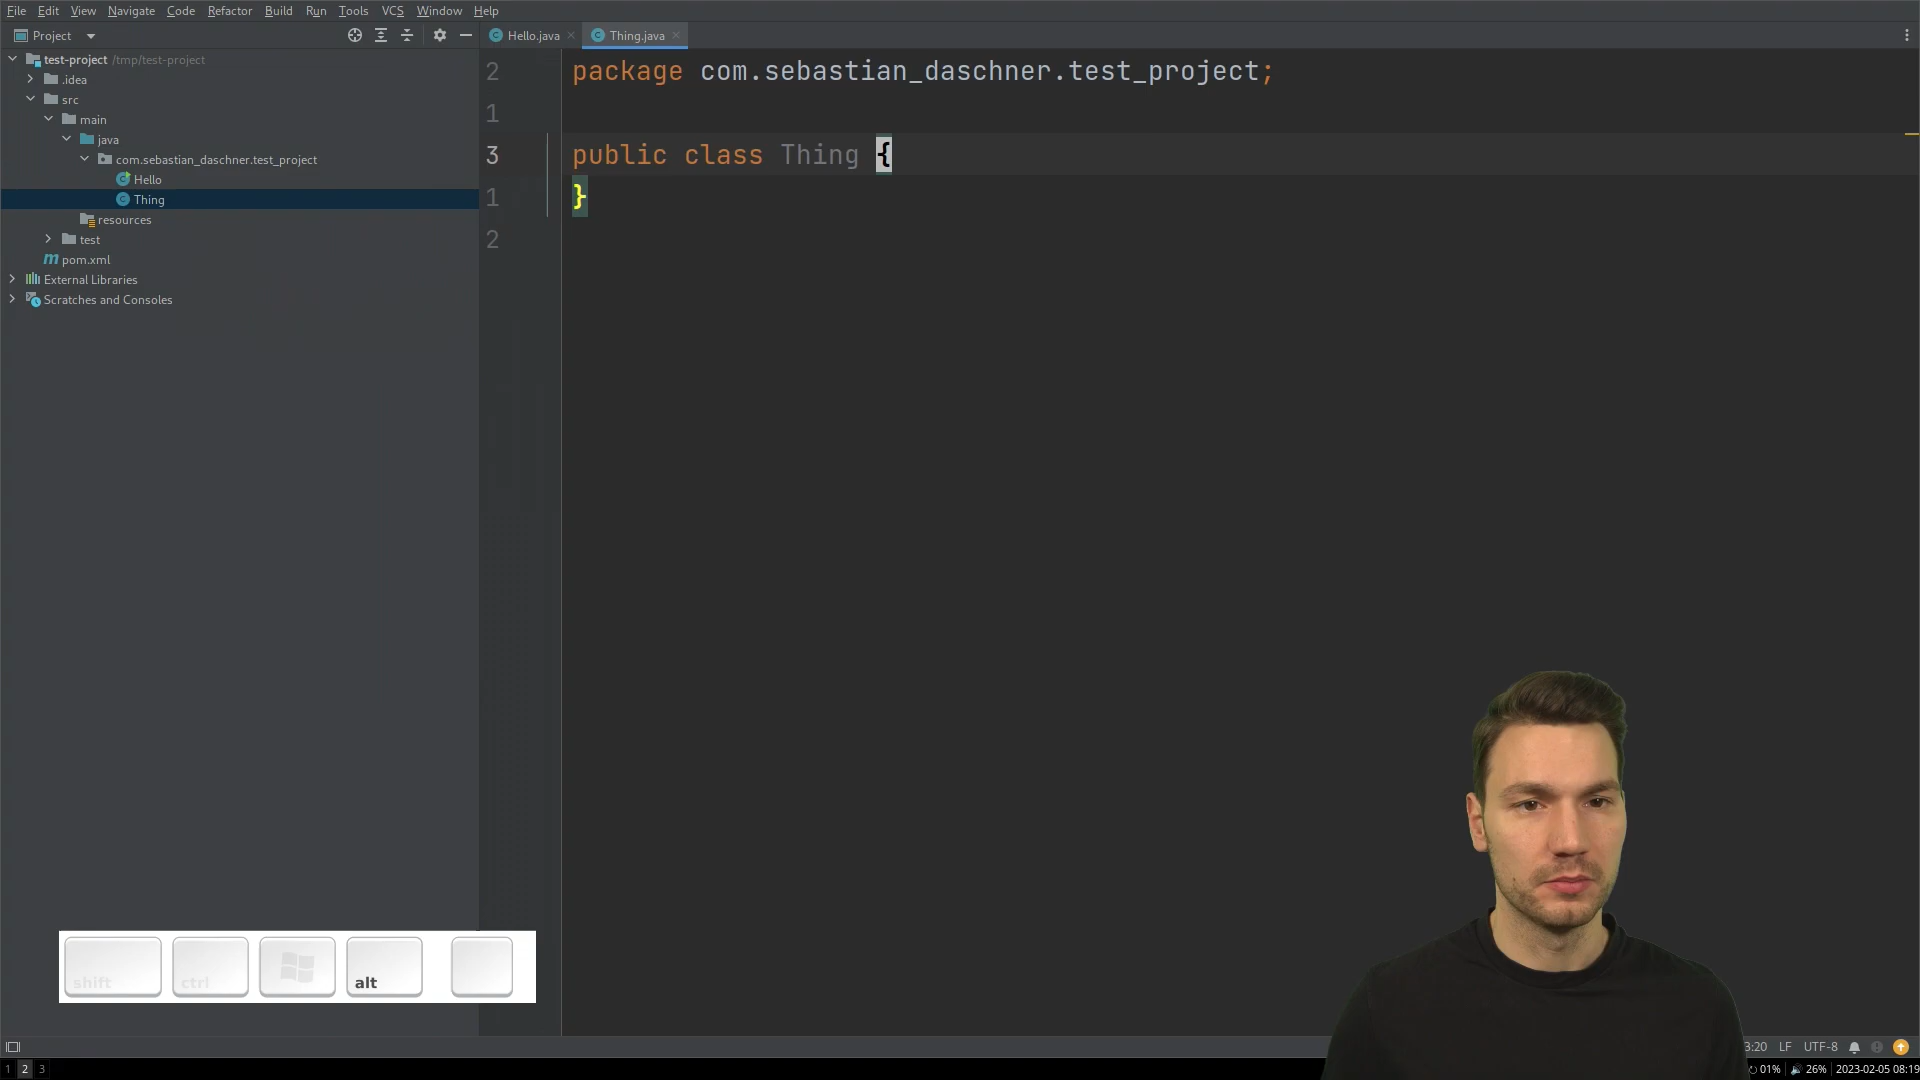 File Edit View Navigate Code Refactor Build Run Tools VCS Window Help
Project
Hello.java
Thing.java
test-project /tmp/test-project
.idea
src
main
java
com.sebastian_daschner.test_project
Hello
Thing
resources
test
pom.xml
External Libraries
Scratches and Consoles
2 package com.sebastian_daschner.test_project;
1
3 public class Thing {
1 }
2
shift ctrl alt
3:20 LF UTF-8
1 2 3
01% 26% 2023-02-05 08:19